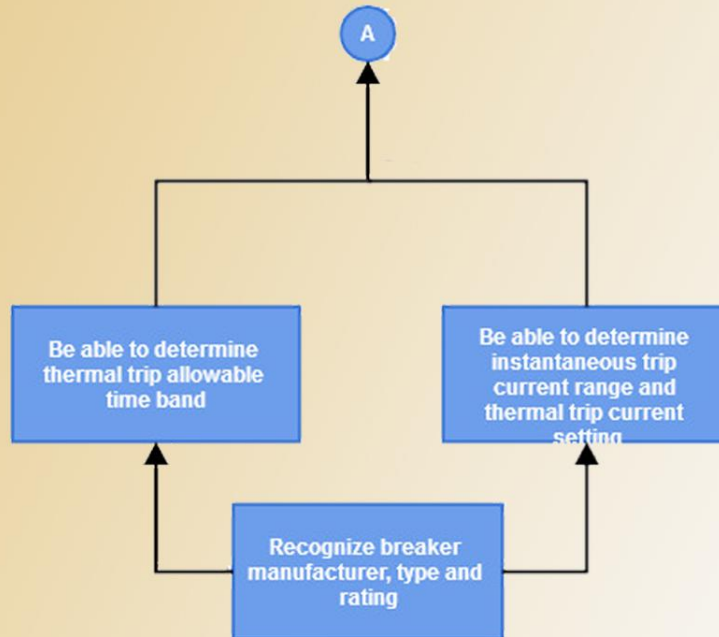 A
Be able to determine
thermal trip allowable
time band
Be able to determine
instantaneous trip
current range and
thermal trip current
setting
Recognize breaker
manufacturer, type and
rating